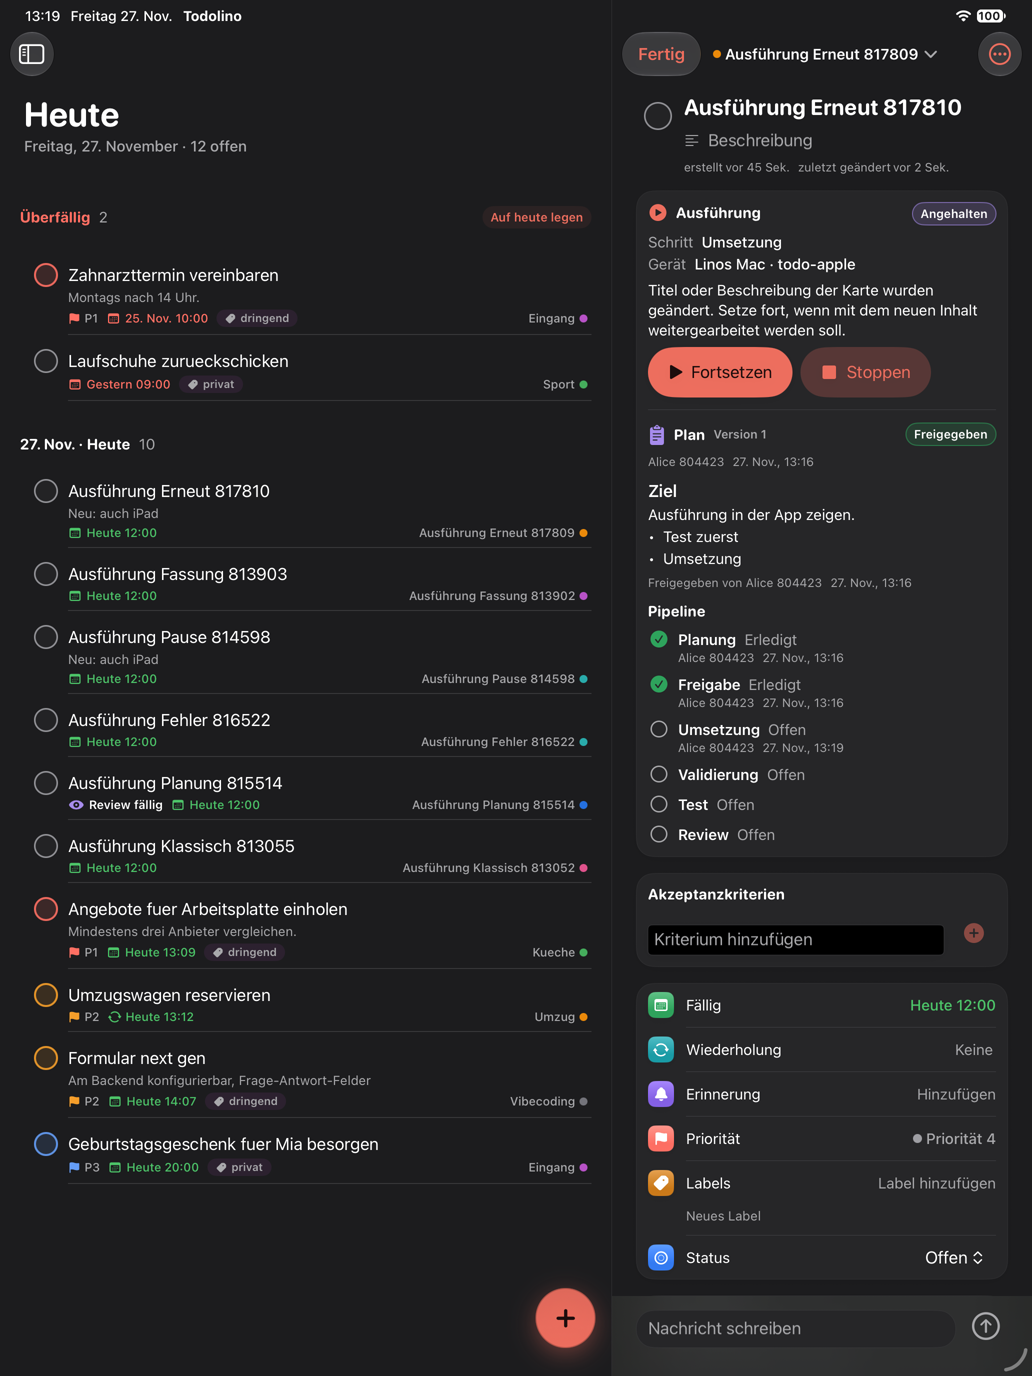 13:19 Freitag 27. Nov. Todolino
100
Heute
Freitag, 27. November · 12 offen
Überfällig 2
Auf heute legen
Zahnarzttermin vereinbaren
Montags nach 14 Uhr.
P1 25. Nov. 10:00 dringend Eingang
Laufschuhe zurueckschicken
Gestern 09:00 privat Sport
27. Nov. · Heute 10
Ausführung Erneut 817810
Neu: auch iPad
Heute 12:00 Ausführung Erneut 817809
Ausführung Fassung 813903
Heute 12:00 Ausführung Fassung 813902
Ausführung Pause 814598
Neu: auch iPad
Heute 12:00 Ausführung Pause 814598
Ausführung Fehler 816522
Heute 12:00 Ausführung Fehler 816522
Ausführung Planung 815514
Review fällig Heute 12:00 Ausführung Planung 815514
Ausführung Klassisch 813055
Heute 12:00 Ausführung Klassisch 813052
Angebote fuer Arbeitsplatte einholen
Mindestens drei Anbieter vergleichen.
P1 Heute 13:09 dringend Kueche
Umzugswagen reservieren
P2 Heute 13:12 Umzug
Formular next gen
Am Backend konfigurierbar, Frage-Antwort-Felder
P2 Heute 14:07 dringend Vibecoding
Geburtstagsgeschenk fuer Mia besorgen
P3 Heute 20:00 privat Eingang
Fertig
Ausführung Erneut 817809
Ausführung Erneut 817810
Beschreibung
erstellt vor 45 Sek. zuletzt geändert vor 2 Sek.
Ausführung Angehalten
Schritt Umsetzung
Gerät Linos Mac · todo-apple
Titel oder Beschreibung der Karte wurden
geändert. Setze fort, wenn mit dem neuen Inhalt
weitergearbeitet werden soll.
Fortsetzen Stoppen
Plan Version 1 Freigegeben
Alice 804423 27. Nov., 13:16
Ziel
Ausführung in der App zeigen.
• Test zuerst
• Umsetzung
Freigegeben von Alice 804423 27. Nov., 13:16
Pipeline
Planung Erledigt
Alice 804423 27. Nov., 13:16
Freigabe Erledigt
Alice 804423 27. Nov., 13:16
Umsetzung Offen
Alice 804423 27. Nov., 13:19
Validierung Offen
Test Offen
Review Offen
Akzeptanzkriterien
Kriterium hinzufügen
Fällig Heute 12:00
Wiederholung Keine
Erinnerung Hinzufügen
Priorität Priorität 4
Labels Label hinzufügen
Neues Label
Status Offen
Nachricht schreiben